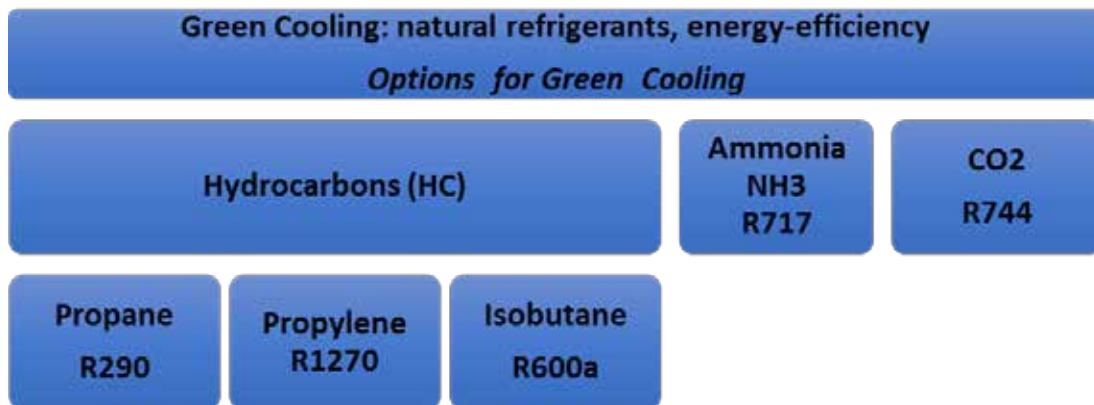 Green Cooling: natural refrigerants, energy-efficiency
Options for Green Cooling
Hydrocarbons (HC)
Ammonia
NH3
R717
CO2
R744
Propane
R290
Propylene
R1270
Isobutane
R600a